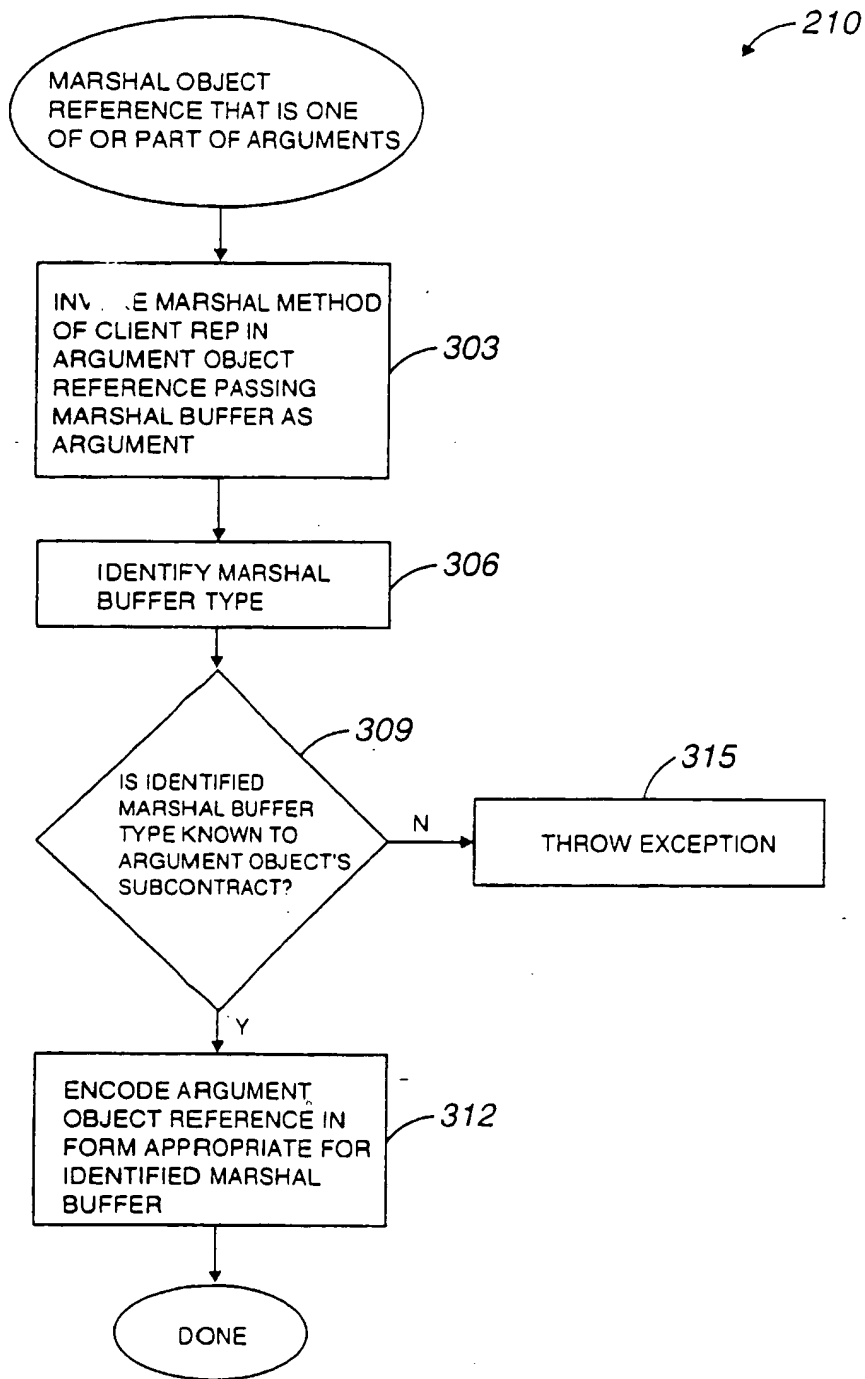 210
MARSHAL OBJECT
REFERENCE THAT IS ONE
OF OR PART OF ARGUMENTS
MARSHAL METHOD
OF CLIENT REP IN
ARGUMENT OBJECT
REFERENCE PASSING
MARSHAL BUFFER AS
ARGUMENT
303
IDENTIFY MARSHAL
BUFFER TYPE
306
309
IS IDENTIFIED
MARSHAL BUFFER
TYPE KNOWN TO
ARGUMENT OBJECT'S
SUBCONTRACT?
N
315
THROW EXCEPTION
Y
ENCODE ARGUMENT
OBJECT REFERENCE IN
FORM APPROPRIATE FOR
IDENTIFIED MARSHAL
BUFFER
312
DONE